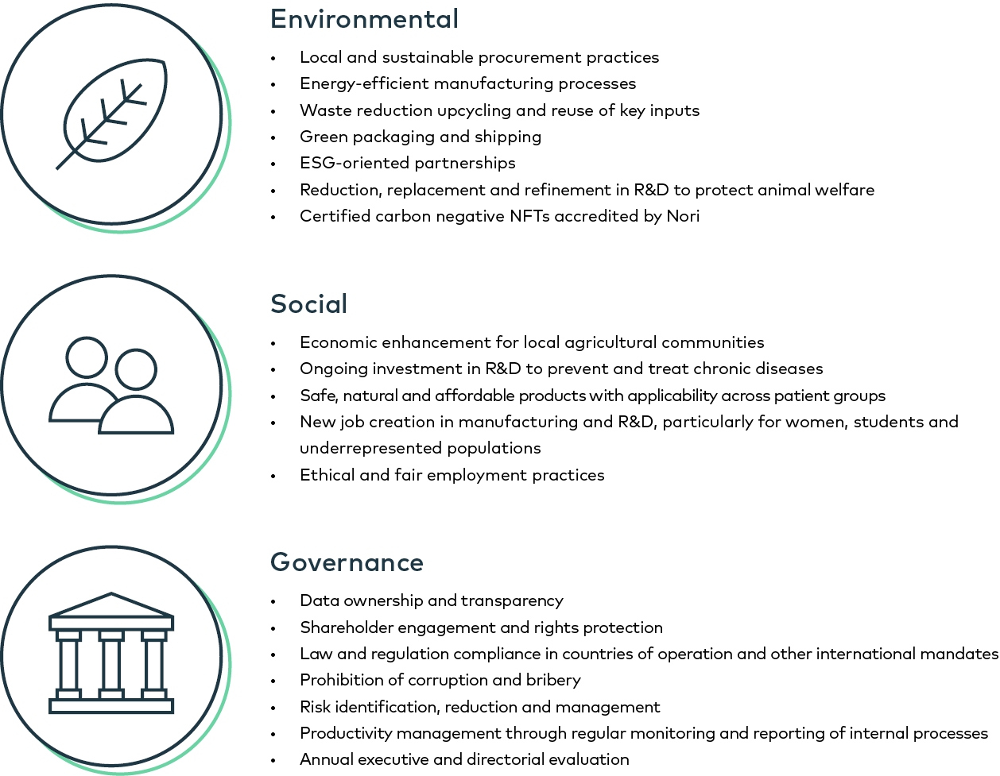 Environmental
• Local and sustainable procurement practices
• Energy-efficient manufacturing processes
• Waste reduction upcycling and reuse of key inputs
• Green packaging and shipping
• ESG-oriented partnerships
• Reduction, replacement and refinement in R&D to protect animal welfare
• Certified carbon negative NFTs accredited by Nori
Social
• Economic enhancement for local agricultural communities
• Ongoing investment in R&D to prevent and treat chronic diseases
• Safe, natural and affordable products with applicability across patient groups
• New job creation in manufacturing and R&D, particularly for women, students and
underrepresented populations
• Ethical and fair employment practices
Governance
• Data ownership and transparency
• Shareholder engagement and rights protection
• Law and regulation compliance in countries of operation and other international mandates
• Prohibition of corruption and bribery
• Risk identification, reduction and management
• Productivity management through regular monitoring and reporting of internal processes
• Annual executive and directorial evaluation